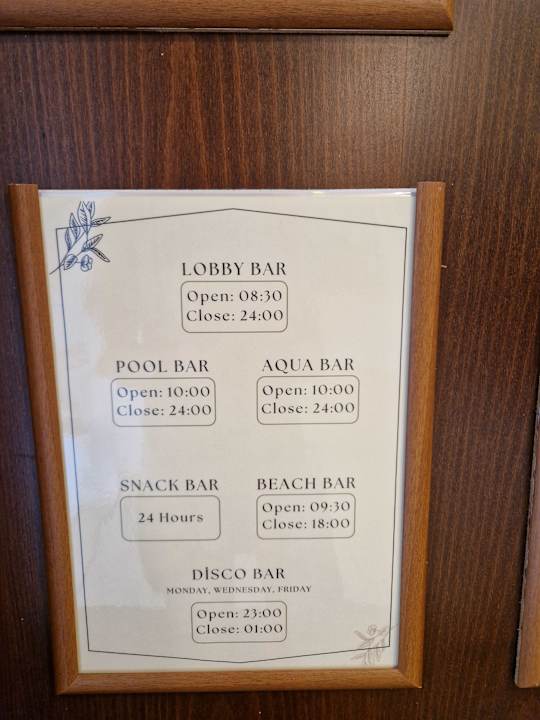 LOBBY BAR
Open: 08:30
Close: 24:00
POOL BAR
Open: 10:00
Close: 24:00
AQUA BAR
Open: 10:00
Close: 24:00
SNACK BAR
24 Hours
BEACH BAR
Open: 09:30
Close: 18:00
DİSCO BAR
MONDAY, WEDNESDAY, FRIDAY
Open: 23:00
Close: 01:00